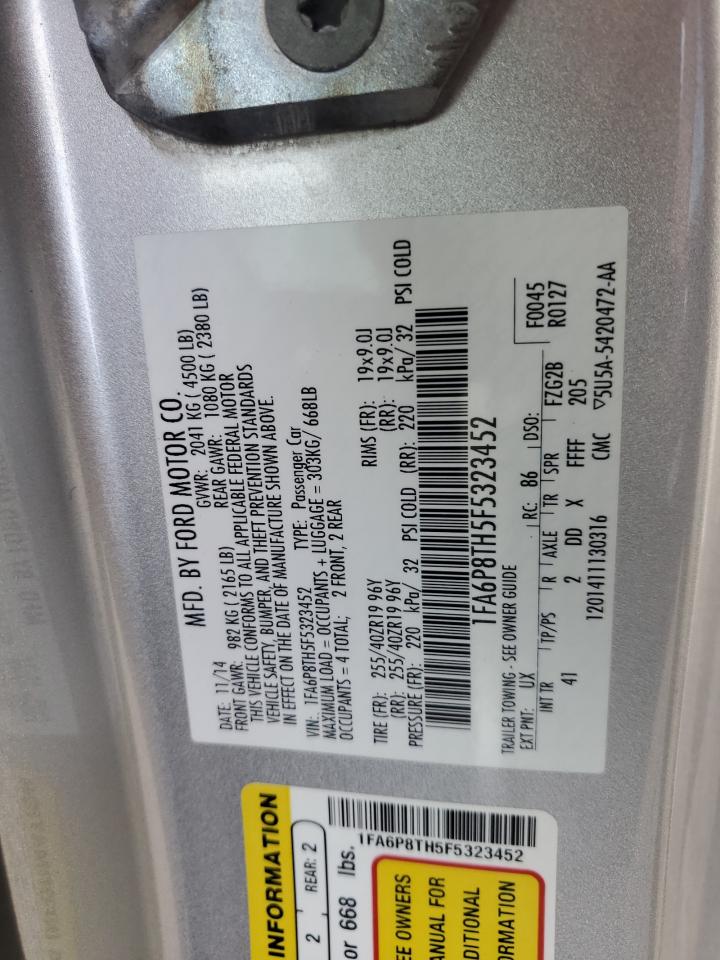 MFD. BY FORD MOTOR CO.
DATE: 11/14 GVWR: 2041 KG ( 4500 LB)
FRONT GAWR: 982 KG ( 2165 LB) REAR GAWR: 1080 KG ( 2380 LB)
THIS VEHICLE CONFORMS TO ALL APPLICABLE FEDERAL MOTOR
VEHICLE SAFETY, BUMPER, AND THEFT PREVENTION STANDARDS
IN EFFECT ON THE DATE OF MANUFACTURE SHOWN ABOVE.
VIN: 1FA6P8TH5F5323452 TYPE: Passenger Car
MAXIMUM LOAD = OCCUPANTS + LUGGAGE = 303KG/ 668LB
OCCUPANTS = 4 TOTAL; 2 FRONT, 2 REAR
TIRE (FR): 255/40ZR19 96Y RIMS (FR): 19x9.0J
(RR): 255/40ZR19 96Y (RR): 19x9.0J
PRESSURE (FR): 220 kPa/ 32 PSI COLD (RR): 220 kPa/ 32 PSI COLD
1FA6P8TH5F5323452
TRAILER TOWING - SEE OWNER GUIDE F0045
EXT PNT: UX RC: 86 DSO: R0127
INT TR TP/PS R AXLE TR SPR FZG2B
41 2 DD X FFFF 205
12014111130316 CMC ▽5U5A-5420472-AA
INFORMATION
2 REAR: 2
or 668 lbs.
1FA6P8TH5F5323452
EE OWNERS
ANUAL FOR
DITIONAL
ORMATION